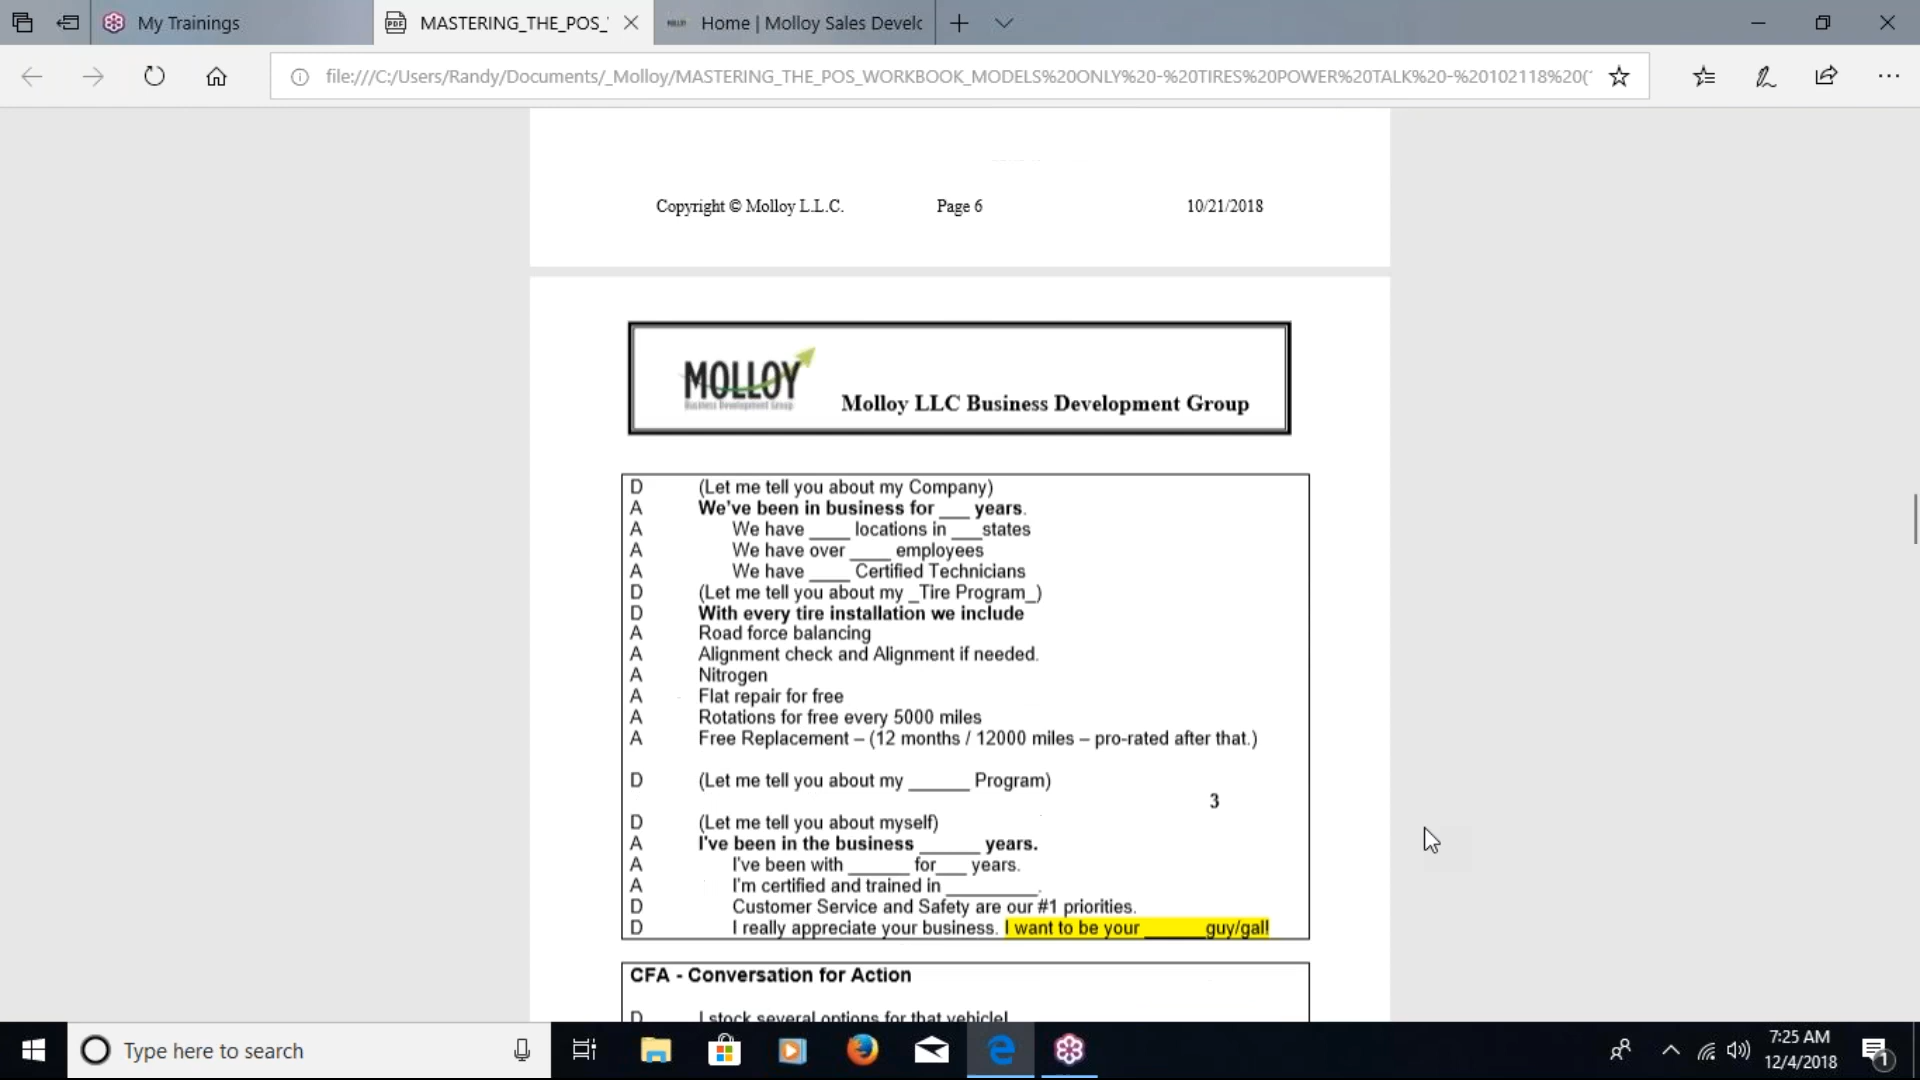 My Trainings
MASTERING_THE_POS_
Home | Molloy Sales Develc
file:///C:/Users/Randy/Documents/_Molloy/MASTERING_THE_POS_WORKBOOK_MODELS%20ONLY%20-%20TIRES%20POWER%20TALK%20-%20102118%20(
Copyright © Molloy L.L.C. Page 6 10/21/2018
MOLLOY
Business Development Group
Molloy LLC Business Development Group
D (Let me tell you about my Company)
A We've been in business for ___ years.
A We have ____ locations in ___states
A We have over ____ employees
A We have ____ Certified Technicians
D (Let me tell you about my _Tire Program_)
D With every tire installation we include
A Road force balancing
A Alignment check and Alignment if needed.
A Nitrogen
A Flat repair for free
A Rotations for free every 5000 miles
A Free Replacement – (12 months / 12000 miles – pro-rated after that.)
D (Let me tell you about my ______ Program)
3
D (Let me tell you about myself)
A I've been in the business ______ years.
A I've been with ______ for___ years.
A I'm certified and trained in _________.
D Customer Service and Safety are our #1 priorities.
D I really appreciate your business. I want to be your ______guy/gal!
CFA - Conversation for Action
D I stock several options for that vehicle!
Type here to search
7:25 AM
12/4/2018
1